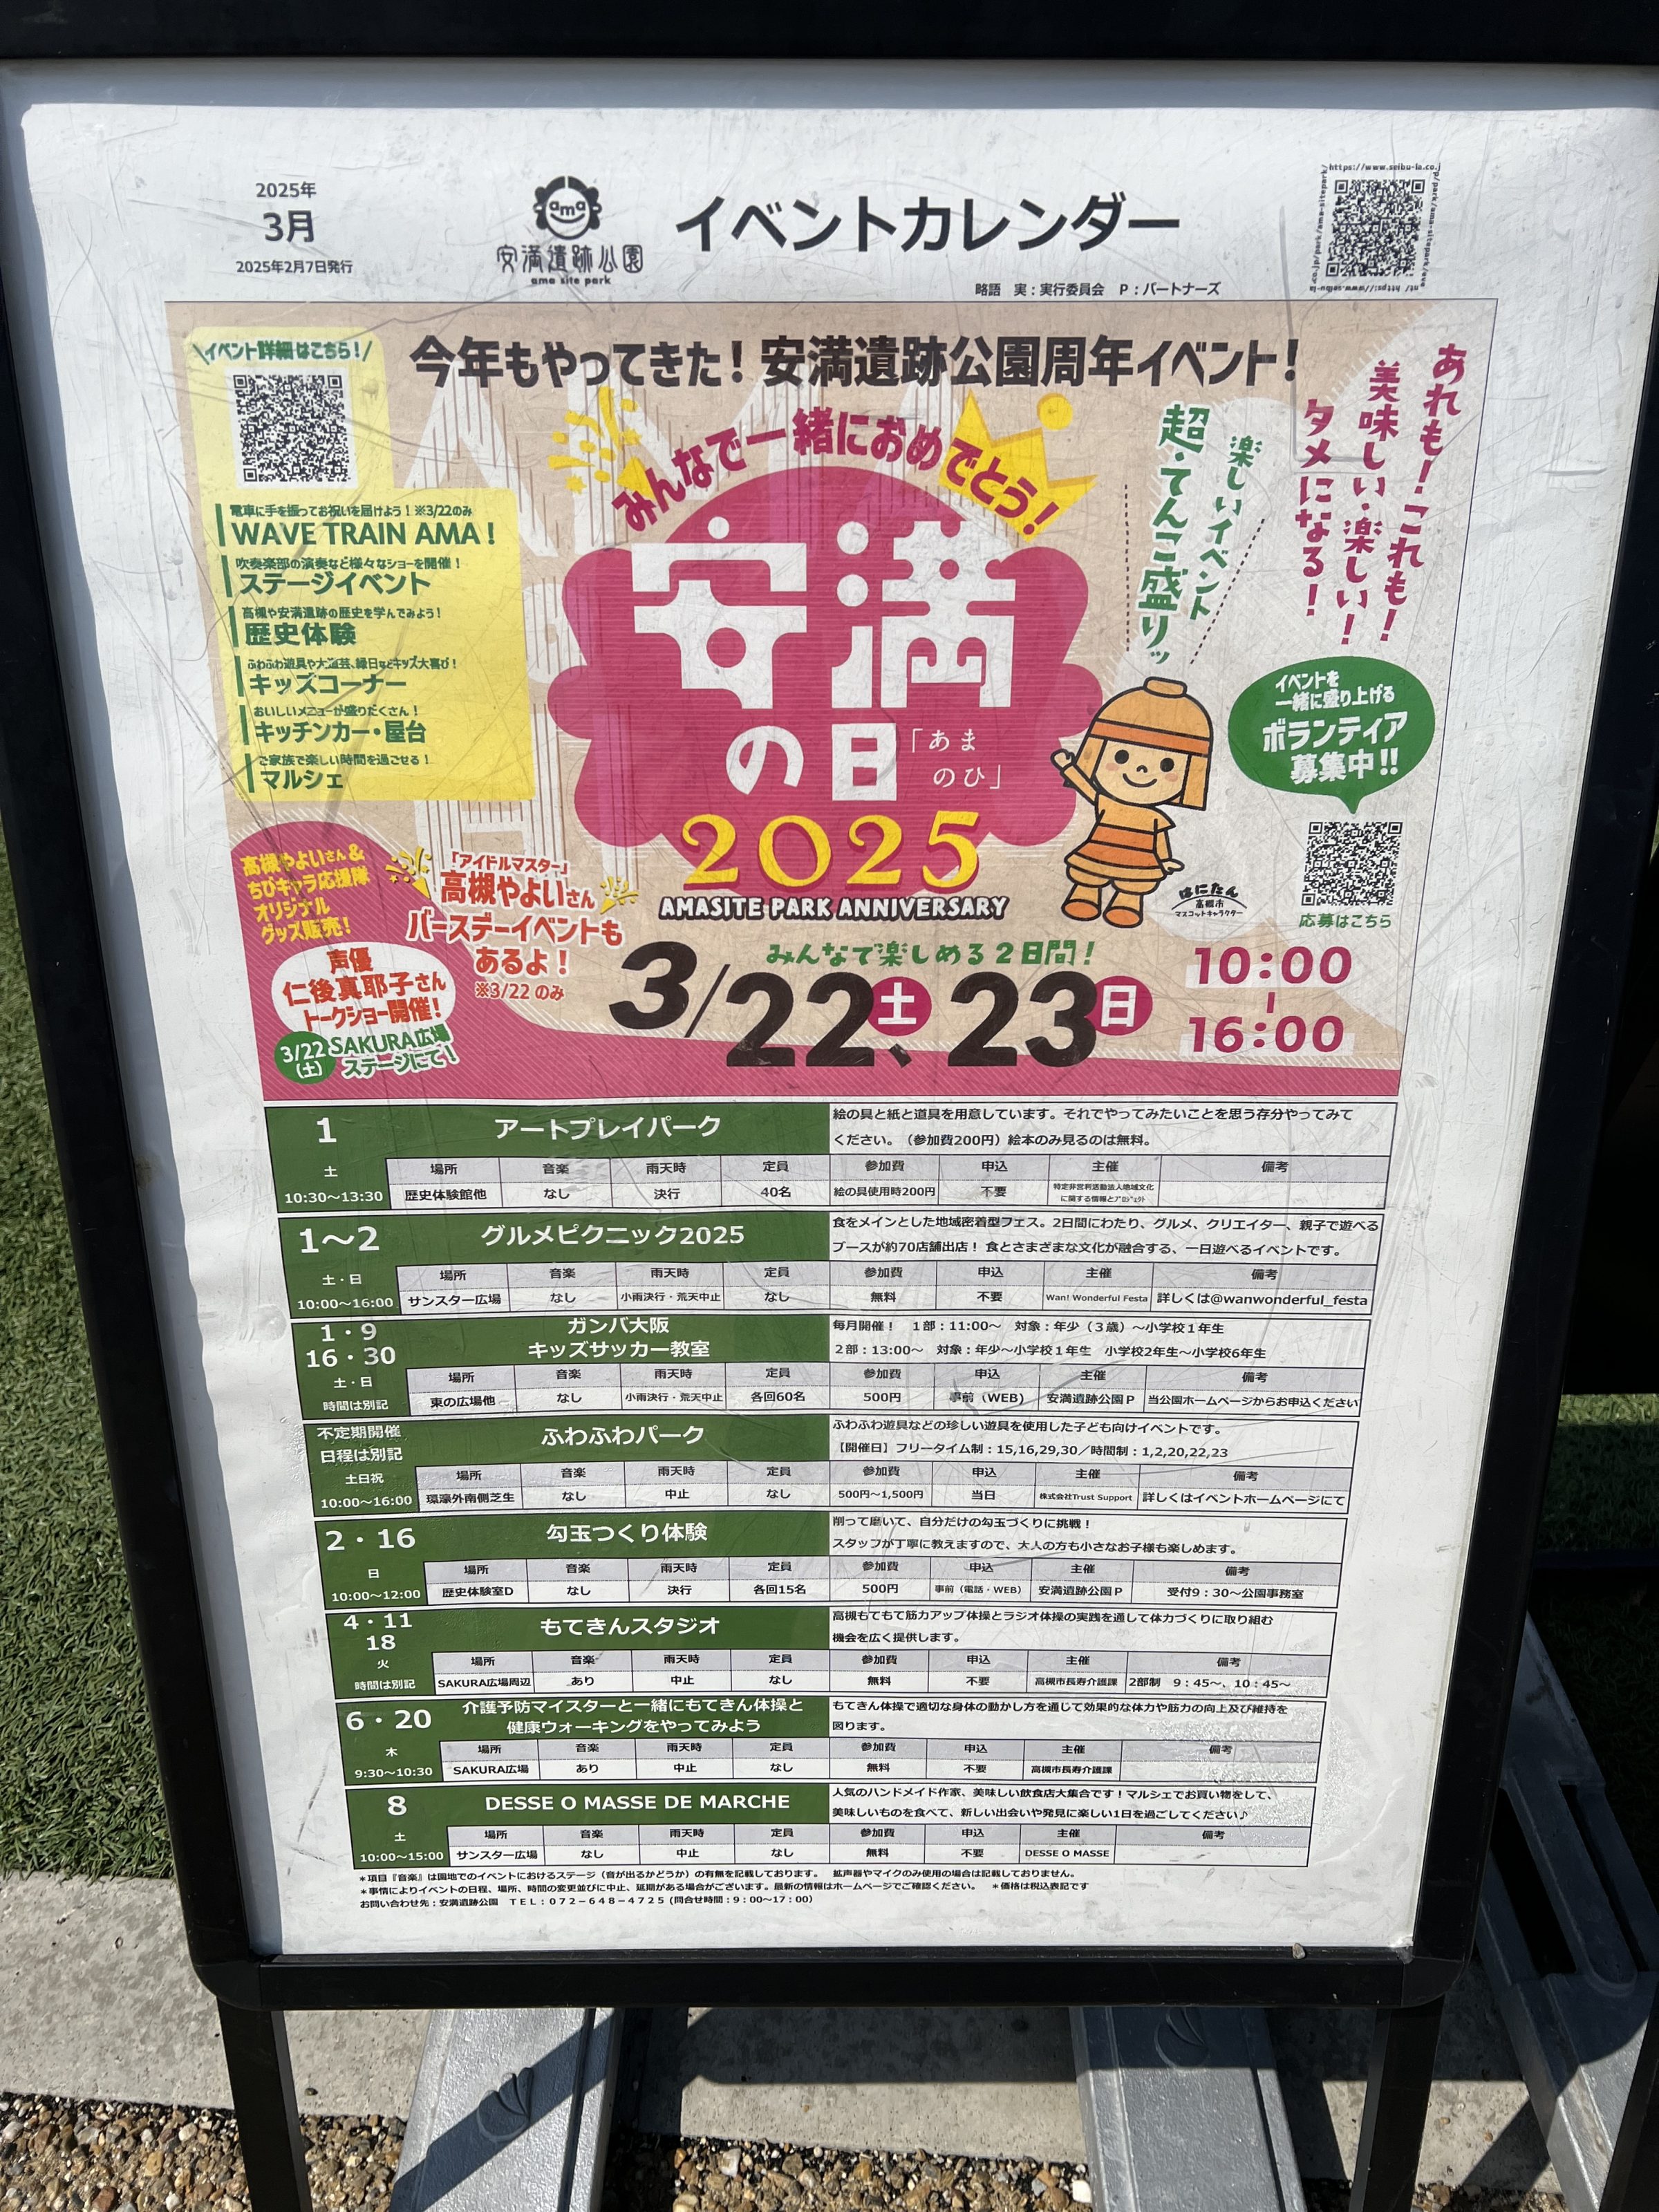 2025年
3月
2025年2月7日発行
ama
安満遺跡公園
ama site park
イベントカレンダー
略語　実：実行委員会　P：パートナーズ
\イベント詳細はこちら！/
今年もやってきた！安満遺跡公園周年イベント！
みんなで一緒におめでとう！
安満
の日
「あま
のひ」
2025
AMASITE PARK ANNIVERSARY
楽しいイベント
超・てんこ盛りッ
あれも！これも！
美味しい・楽しい！
タメになる！
電車に手を振ってお祝いを届けよう！※3/22のみ
WAVE TRAIN AMA！
吹奏楽部の演奏など様々なショーを開催！
ステージイベント
高槻や安満遺跡の歴史を学んでみよう！
歴史体験
ふわふわ遊具や大道芸、縁日などキッズ大喜び！
キッズコーナー
おいしいメニューが盛りだくさん！
キッチンカー・屋台
ご家族で楽しい時間を過ごせる！
マルシェ
イベントを
一緒に盛り上げる
ボランティア
募集中!!
応募はこちら
はにたん
高槻市
マスコットキャラクター
高槻やよいさん＆
ちびキャラ応援隊
オリジナル
グッズ販売！
「アイドルマスター」
高槻やよいさん
バースデーイベントも
あるよ！
※3/22 のみ
声優
仁後真耶子さん
トークショー開催！
3/22
(土)
SAKURA広場
ステージにて！
みんなで楽しめる2日間！
3/22土、23日
10:00
16:00
1
土
10:30～13:30
アートプレイパーク
絵の具と紙と道具を用意しています。それでやってみたいことを思う存分やってみて
ください。（参加費200円）絵本のみ見るのは無料。
場所　音楽　雨天時　定員　参加費　申込　主催　備考
歴史体験館他　なし　決行　40名　絵の具使用時200円　不要　特定非営利活動法人地域文化
に関する情報とプロジェクト
1～2
土・日
10:00～16:00
グルメピクニック2025
食をメインとした地域密着型フェス。2日間にわたり、グルメ、クリエイター、親子で遊べる
ブースが約70店舗出店！ 食とさまざまな文化が融合する、一日遊べるイベントです。
場所　音楽　雨天時　定員　参加費　申込　主催　備考
サンスター広場　なし　小雨決行・荒天中止　なし　無料　不要　Wan! Wonderful Festa　詳しくは@wanwonderful_festa
1・9
16・30
土・日
時間は別記
ガンバ大阪
キッズサッカー教室
毎月開催！　1部：11:00～　対象：年少（3歳）～小学校1年生
2部：13:00～　対象：年少～小学校1年生　小学校2年生～小学校6年生
場所　音楽　雨天時　定員　参加費　申込　主催　備考
東の広場他　なし　小雨決行・荒天中止　各回60名　500円　事前（WEB）　安満遺跡公園P　当公園ホームページからお申込ください
不定期開催
日程は別記
土日祝
10:00～16:00
ふわふわパーク
ふわふわ遊具などの珍しい遊具を使用した子ども向けイベントです。
【開催日】フリータイム制：15,16,29,30／時間制：1,2,20,22,23
場所　音楽　雨天時　定員　参加費　申込　主催　備考
環濠外南側芝生　なし　中止　なし　500円～1,500円　当日　株式会社Trust Support　詳しくはイベントホームページにて
2・16
日
10:00～12:00
勾玉つくり体験
削って磨いて、自分だけの勾玉づくりに挑戦！
スタッフが丁寧に教えますので、大人の方も小さなお子様も楽しめます。
場所　音楽　雨天時　定員　参加費　申込　主催　備考
歴史体験室D　なし　決行　各回15名　500円　事前（電話・WEB）　安満遺跡公園P　受付9：30～公園事務室
4・11
18
火
時間は別記
もてきんスタジオ
高槻もてもて筋力アップ体操とラジオ体操の実践を通して体力づくりに取り組む
機会を広く提供します。
場所　音楽　雨天時　定員　参加費　申込　主催　備考
SAKURA広場周辺　あり　中止　なし　無料　不要　高槻市長寿介護課　2部制　9：45～、10：45～
6・20
木
9:30～10:30
介護予防マイスターと一緒にもてきん体操と
健康ウォーキングをやってみよう
もてきん体操で適切な身体の動かし方を通じて効果的な体力や筋力の向上及び維持を
図ります。
場所　音楽　雨天時　定員　参加費　申込　主催　備考
SAKURA広場　あり　中止　なし　無料　不要　高槻市長寿介護課
8
土
10:00～15:00
DESSE O MASSE DE MARCHE
人気のハンドメイド作家、美味しい飲食店大集合です！マルシェでお買い物をして、
美味しいものを食べて、新しい出会いや発見に楽しい1日を過ごしてください♪
場所　音楽　雨天時　定員　参加費　申込　主催　備考
サンスター広場　なし　中止　なし　無料　不要　DESSE O MASSE
＊項目『音楽』は園地でのイベントにおけるステージ（音が出るかどうか）の有無を記載しております。　拡声器やマイクのみ使用の場合は記載しておりません。
＊事情によりイベントの日程、場所、時間の変更並びに中止、延期がある場合がございます。最新の情報はホームページでご確認ください。　＊価格は税込表記です
お問い合わせ先：安満遺跡公園　ＴＥＬ：０７２－６４８－４７２５（問合せ時間：９：００～１７：００）